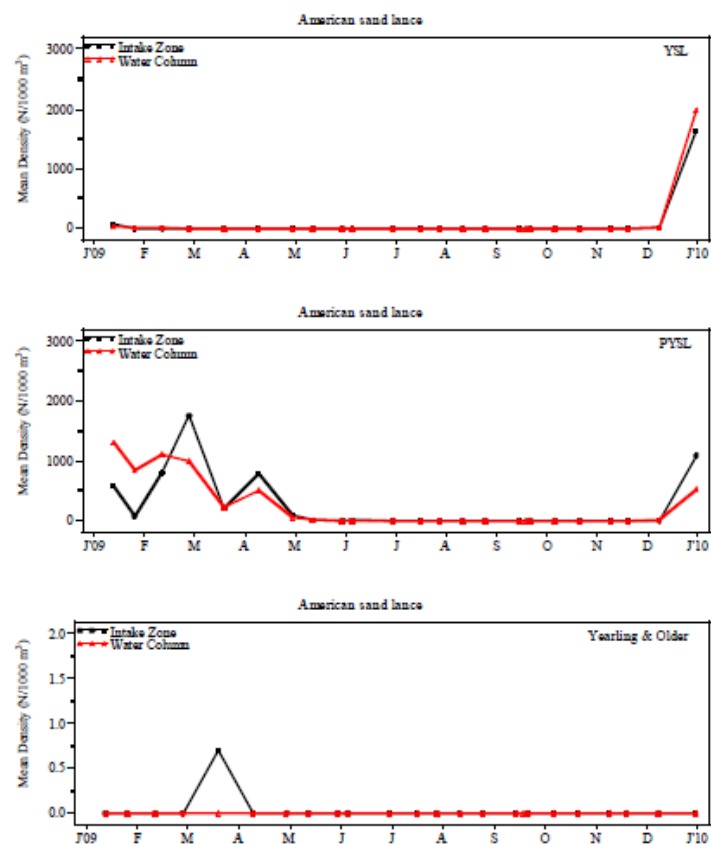 American sand lance
YSL
Intake Zone
Water Column
Mean Density (N/1000 m³)
3000
2000
1000
0
J'09 F M A M J J A S O N D J'10
American sand lance
PYSL
Intake Zone
Water Column
Mean Density (N/1000 m³)
3000
2000
1000
0
J'09 F M A M J J A S O N D J'10
American sand lance
Yearling & Older
Intake Zone
Water Column
Mean Density (N/1000 m³)
2.0
1.5
1.0
0.5
0.0
J'09 F M A M J J A S O N D J'10